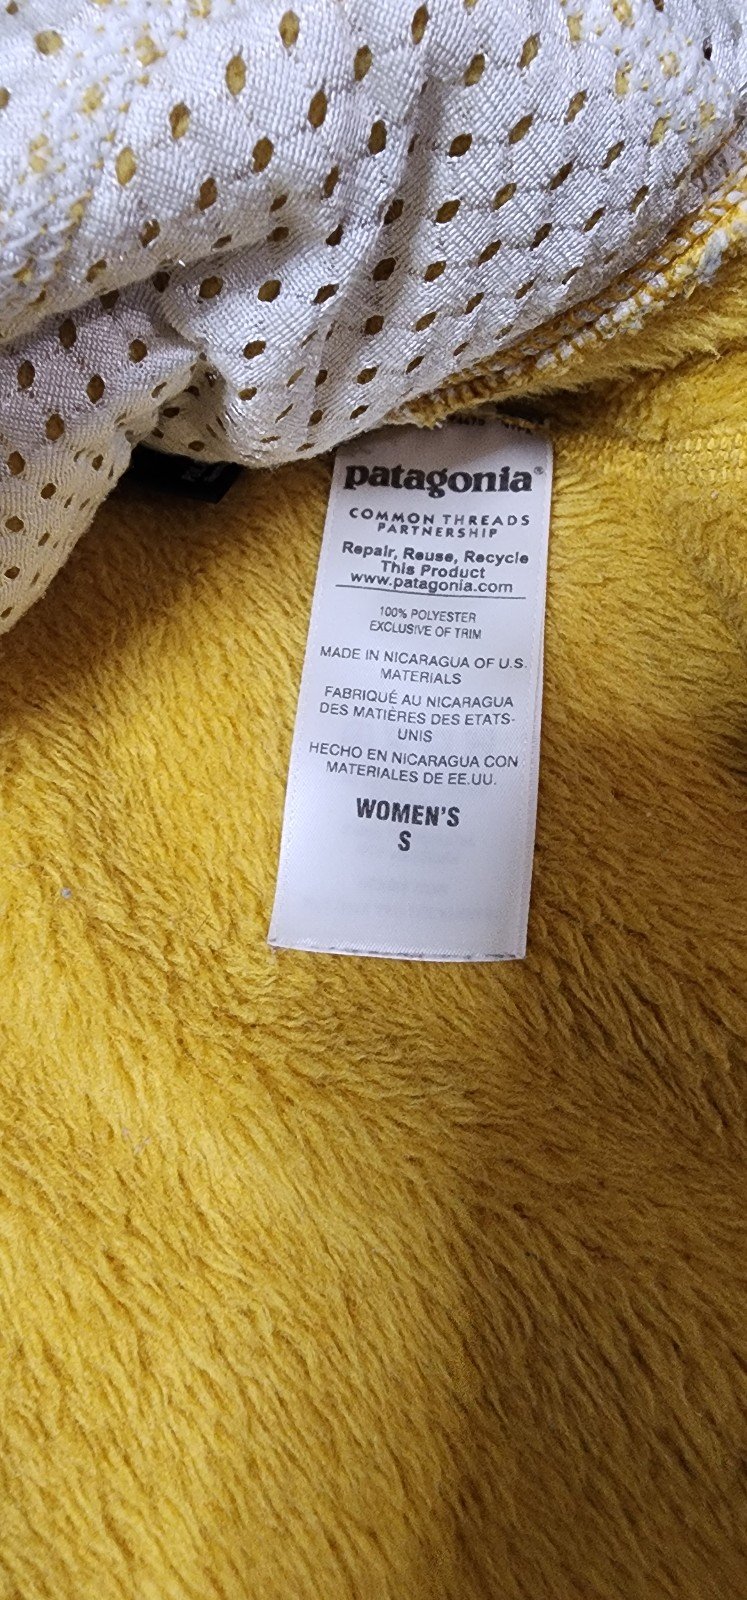 patagonia®
COMMON THREADS
PARTNERSHIP
Repair, Reuse, Recycle
This Product
www.patagonia.com
100% POLYESTER
EXCLUSIVE OF TRIM
MADE IN NICARAGUA OF U.S.
MATERIALS
FABRIQUÉ AU NICARAGUA
DES MATIÈRES DES ETATS-
UNIS
HECHO EN NICARAGUA CON
MATERIALES DE EE.UU.
WOMEN'S
S